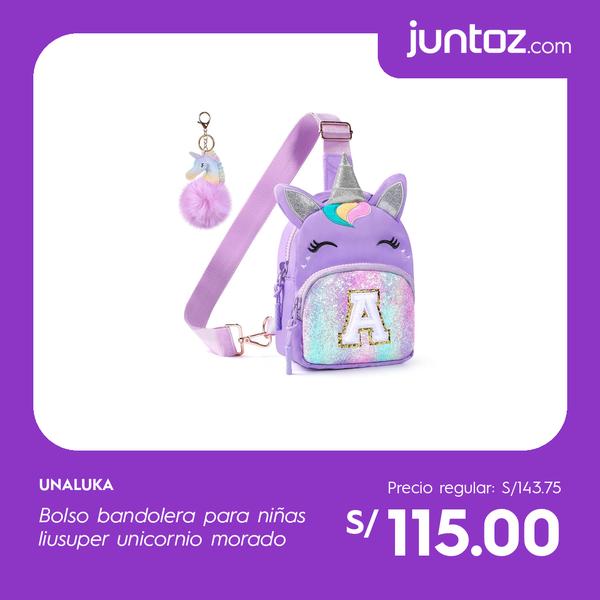 juntoz.com
A
UNALUKA
Bolso bandolera para niñas
liusuper unicornio morado
Precio regular: S/143.75
S/115.00